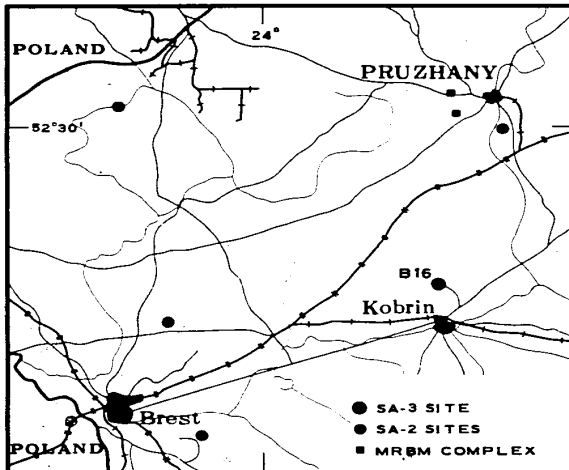 POLAND
24°
PRUZHANY
52°30'
B16
Kobrin
Brest
POLAND
SA-3 SITE
SA-2 SITES
MRBM COMPLEX